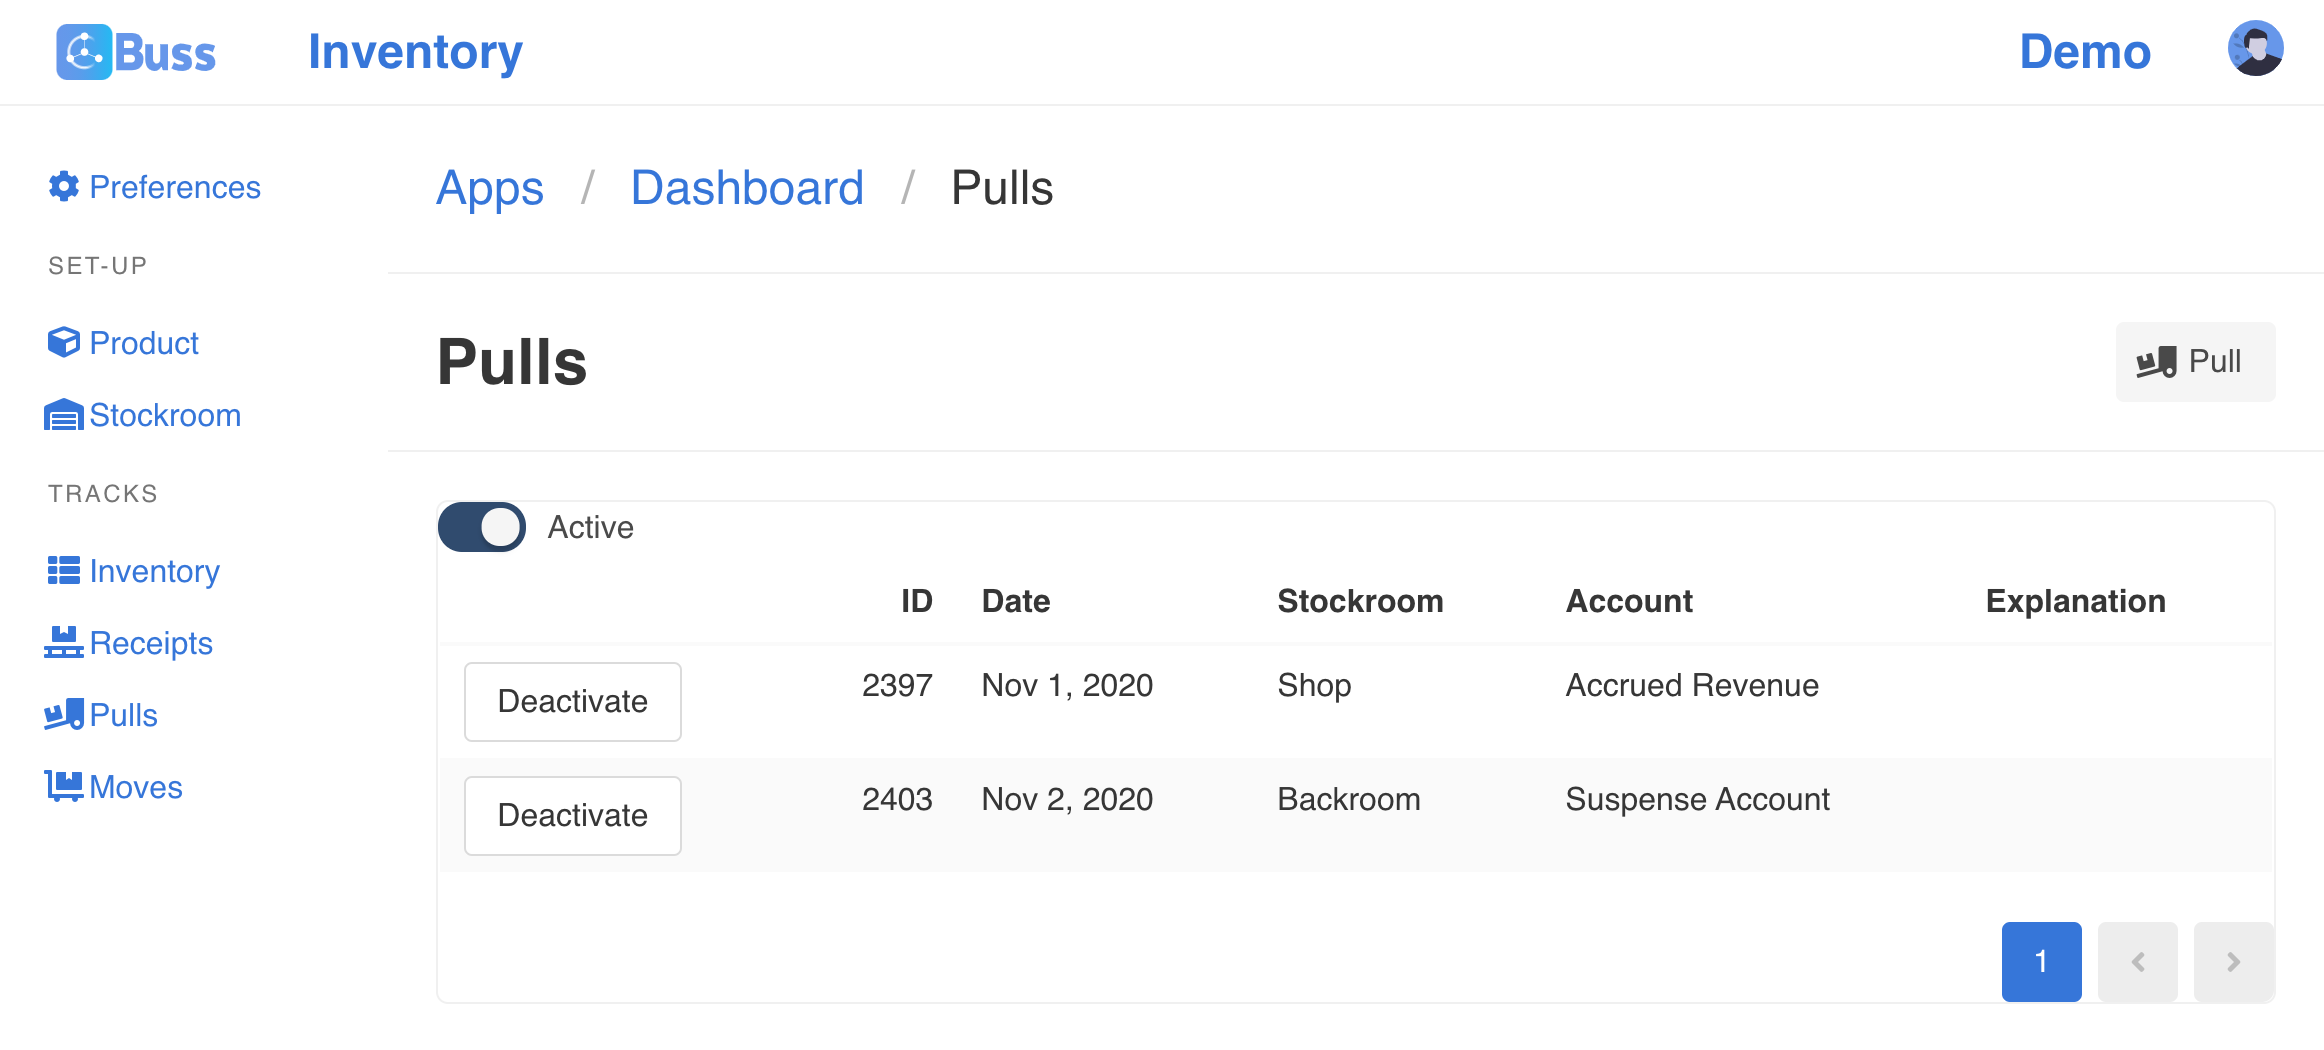 Buss Inventory Demo
Preferences
SET-UP
Product
Stockroom
TRACKS
Inventory
Receipts
Pulls
Moves
Apps / Dashboard / Pulls
Pulls
Pull
Active
ID Date Stockroom Account Explanation
Deactivate 2397 Nov 1, 2020 Shop Accrued Revenue
Deactivate 2403 Nov 2, 2020 Backroom Suspense Account
1